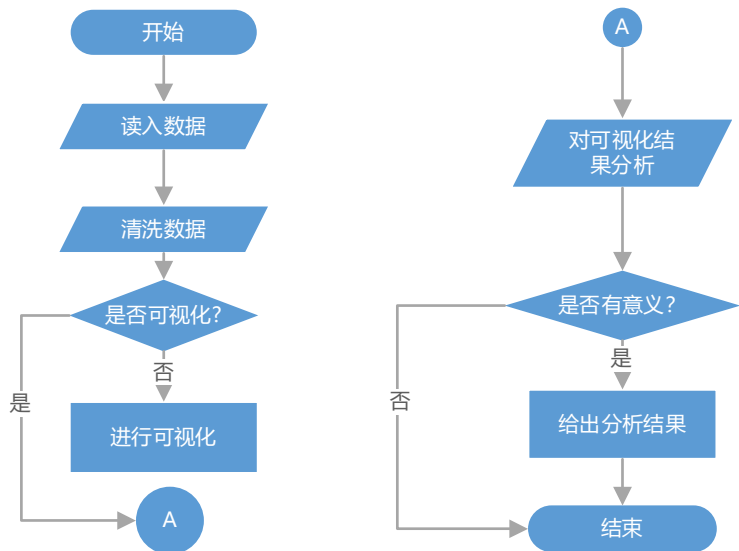 开始
读入数据
清洗数据
是否可视化?
否
是
进行可视化
A
A
对可视化结
果分析
是否有意义?
是
否
给出分析结果
结束